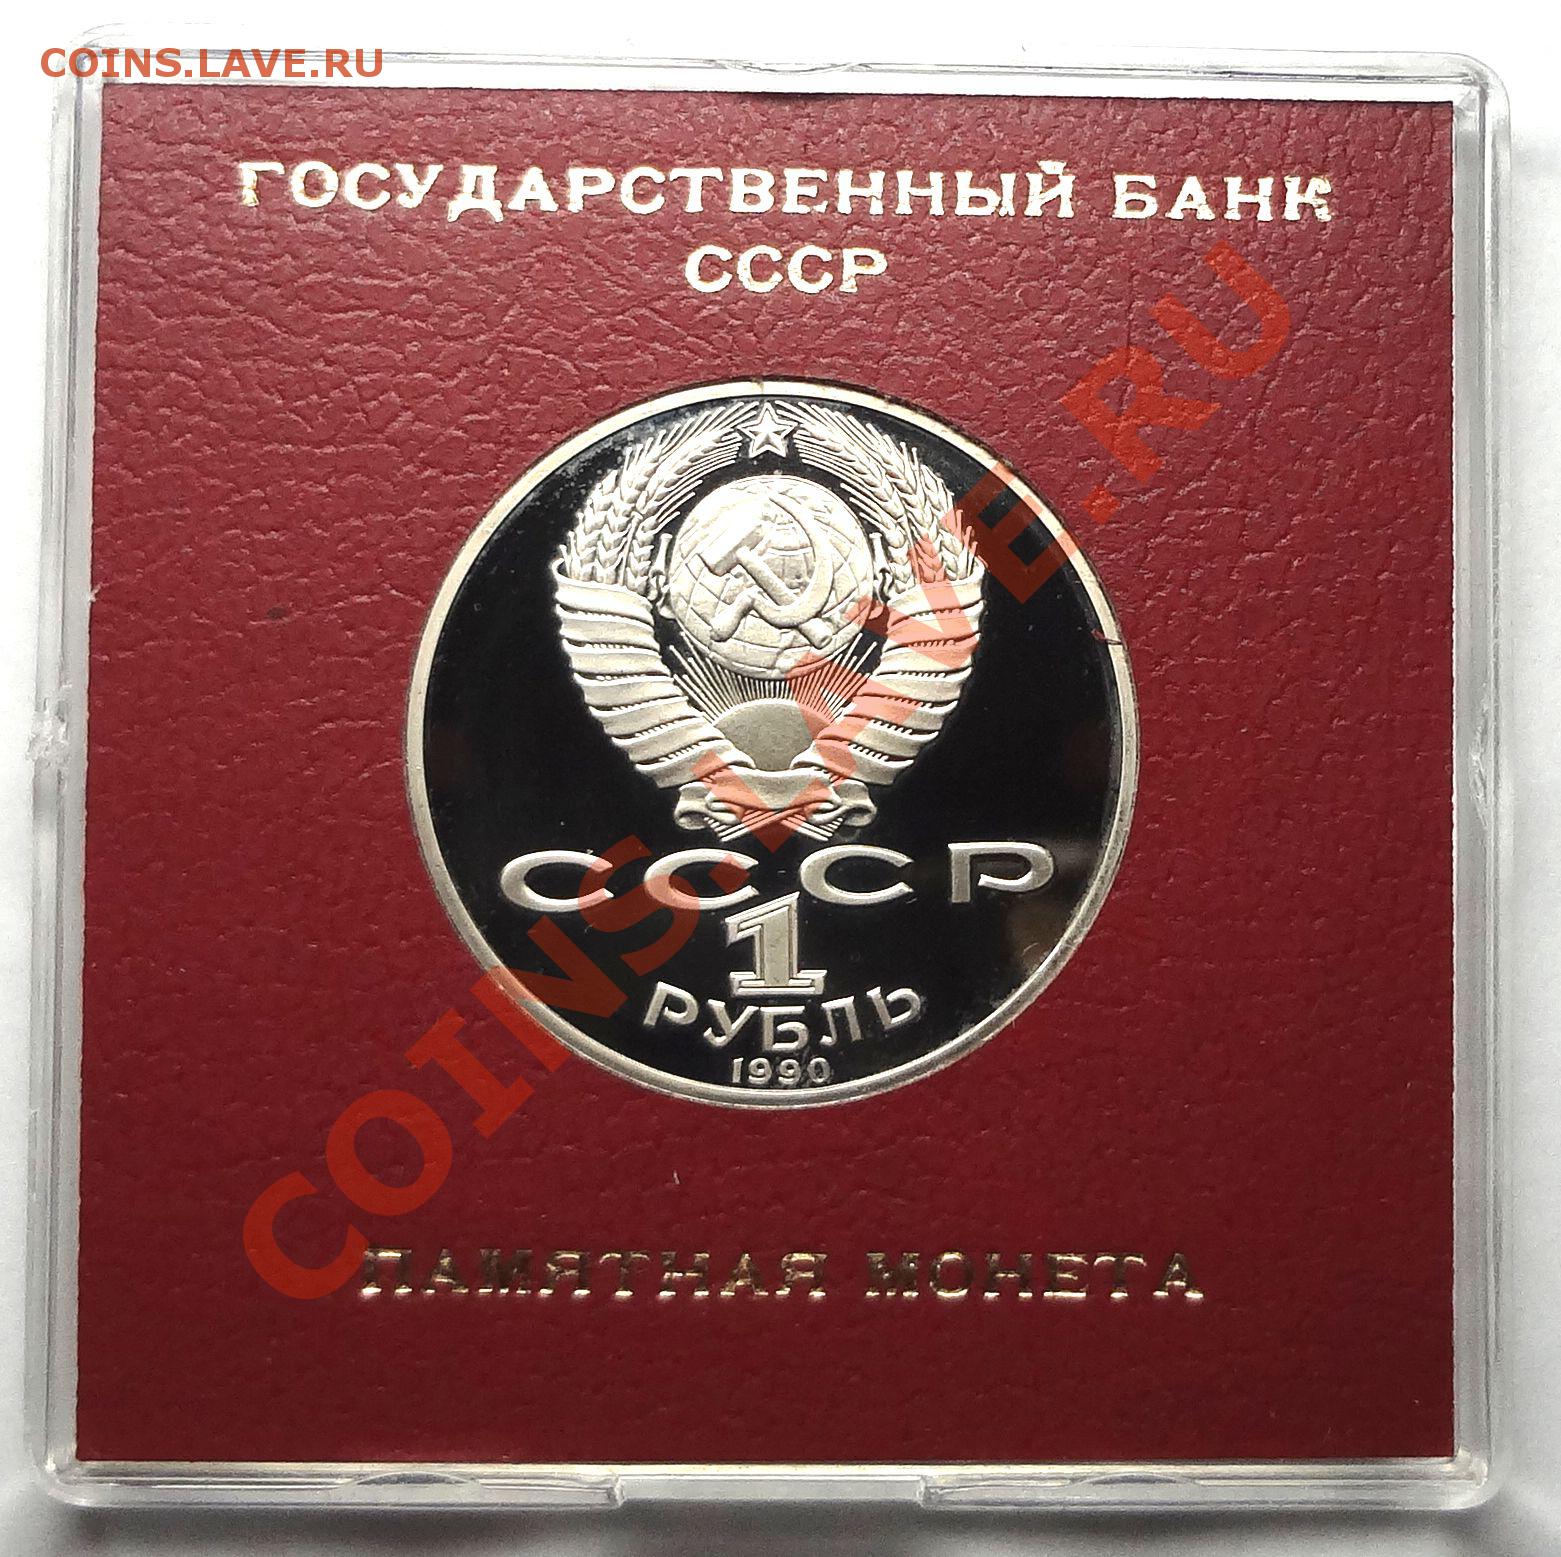 COINS.LAVE.RU
ГОСУДАРСТВЕННЫЙ БАНК
СССР
COINS.LAVE.RU
СССР
1
РУБЛЬ
1990
ПАМЯТНАЯ МОНЕТА